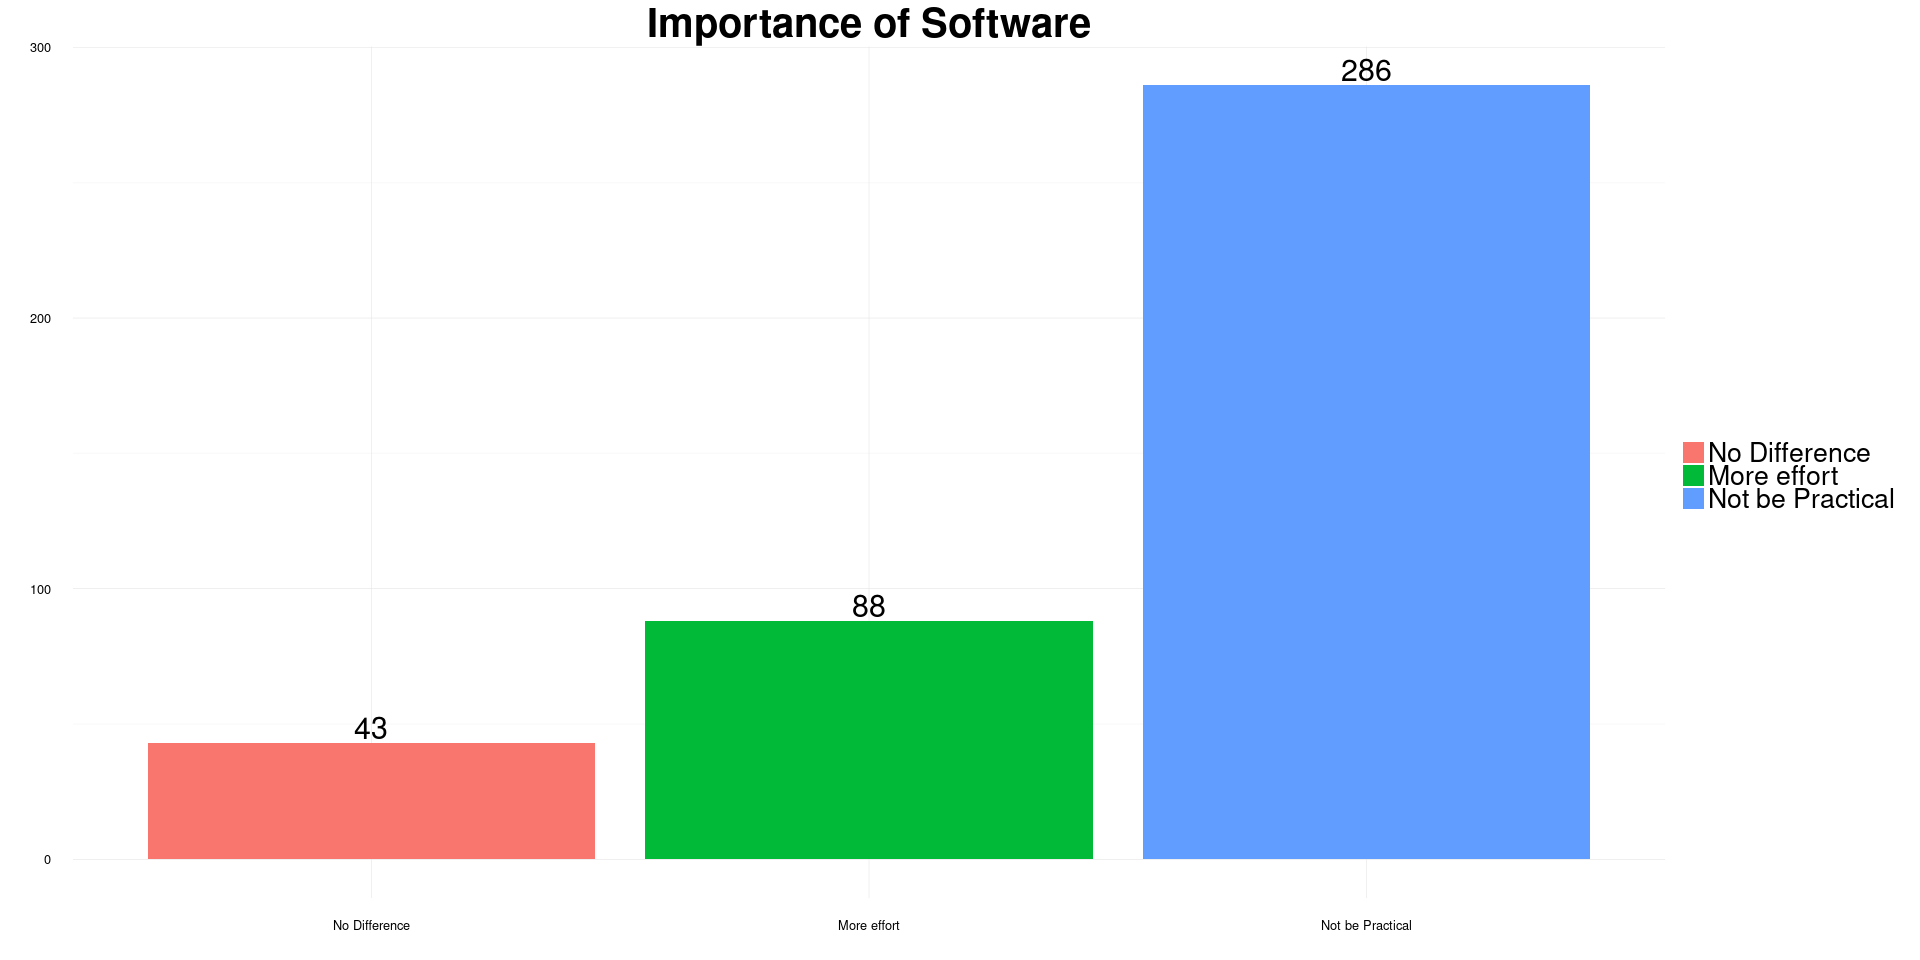 Importance of Software
300
200
100
0
43
88
286
No Difference
More effort
Not be Practical
No Difference
More effort
Not be Practical